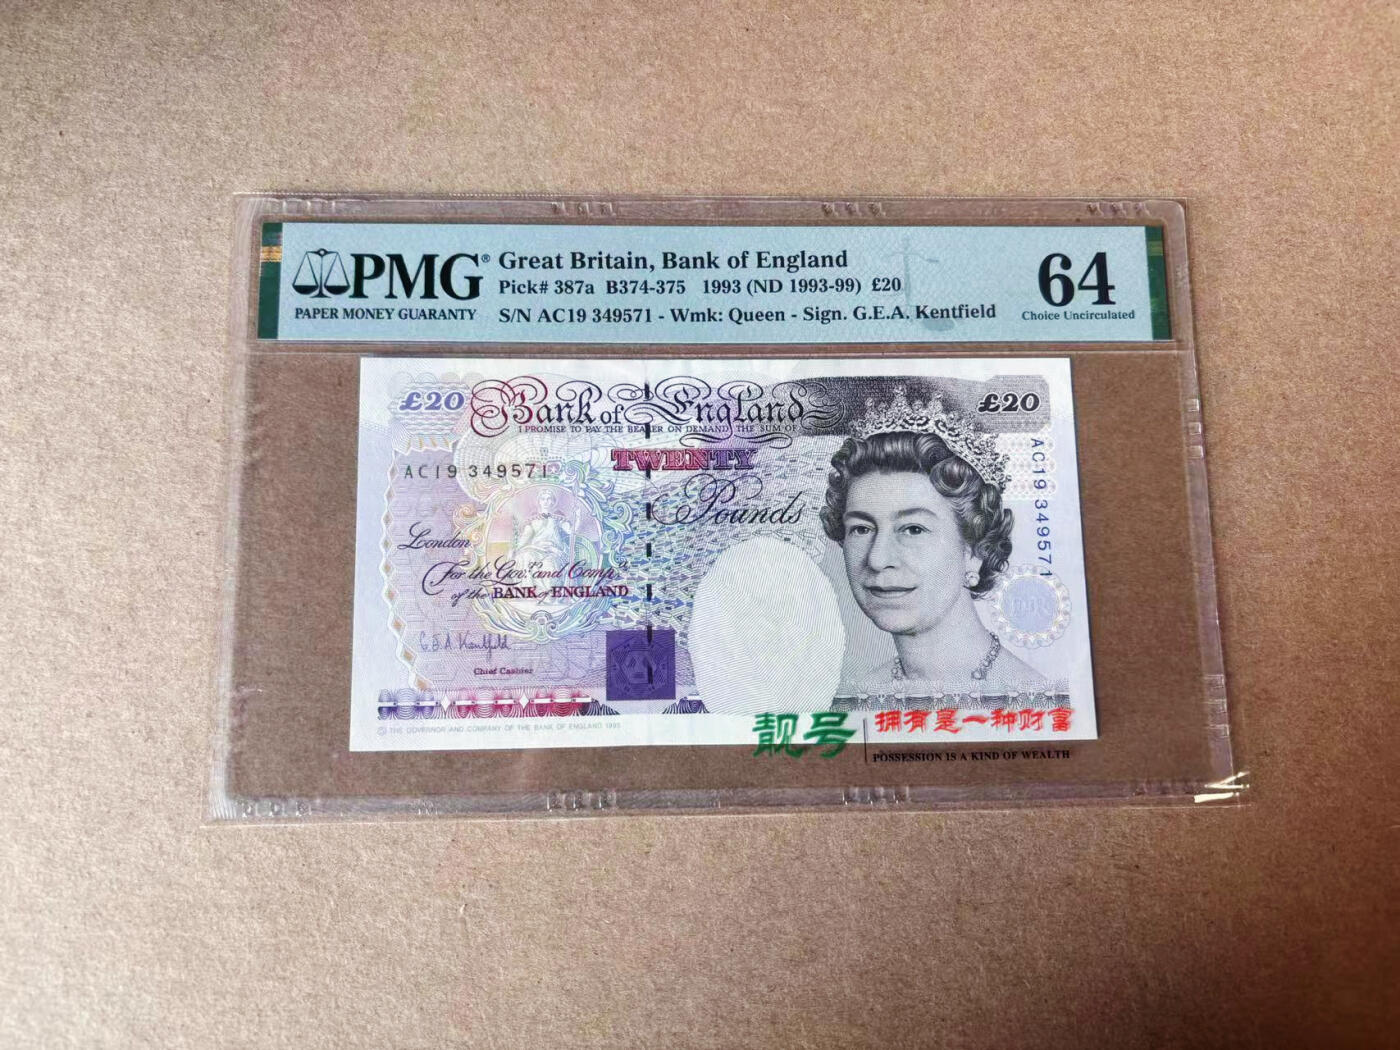 PMG®
PAPER MONEY GUARANTY
Great Britain, Bank of England
Pick# 387a B374-375 1993 (ND 1993-99) £20
S/N AC19 349571 - Wmk: Queen - Sign. G.E.A. Kentfield
64
Choice Uncirculated
£20
Bank of England
£20
I PROMISE TO PAY THE BEARER ON DEMAND THE SUM OF
AC19 349571
TWENTY
Pounds
AC19 349571
London
For the Govr. and Compa.
of the BANK of ENGLAND
G E A Kentfield
Chief Cashier
© THE GOVERNOR AND COMPANY OF THE BANK OF ENGLAND 1993
靓号
拥有是一种财富
POSSESSION IS A KIND OF WEALTH